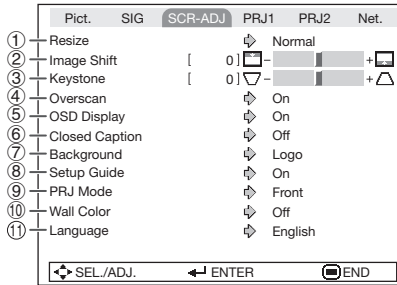 Pict. SIG SCR-ADJ PRJ1 PRJ2 Net.
① Resize Normal
② Image Shift [ 0 ] - +
③ Keystone [ 0 ] - +
④ Overscan On
⑤ OSD Display On
⑥ Closed Caption Off
⑦ Background Logo
⑧ Setup Guide On
⑨ PRJ Mode Front
⑩ Wall Color Off
⑪ Language English
SEL./ADJ. ENTER END